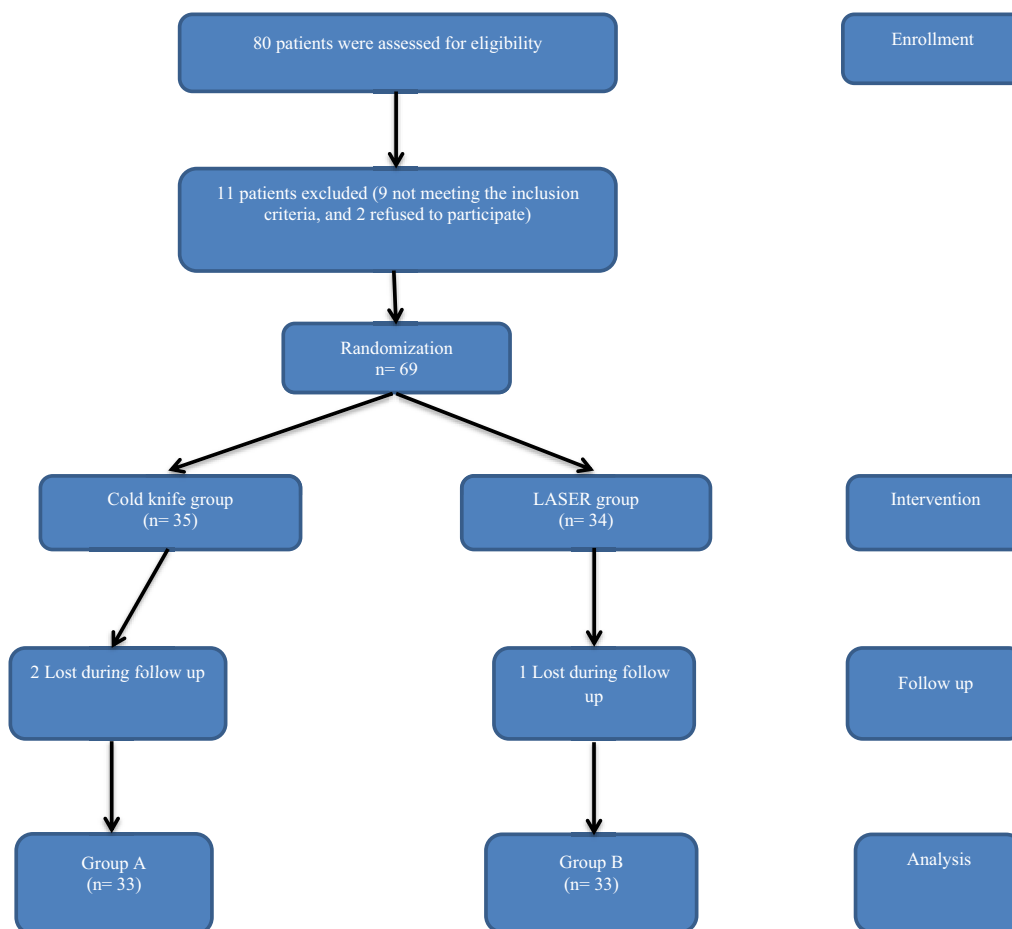 80 patients were assessed for eligibility
Enrollment
11 patients excluded (9 not meeting the inclusion
criteria, and 2 refused to participate)
Randomization
n= 69
Cold knife group
(n= 35)
LASER group
(n= 34)
Intervention
2 Lost during follow up
1 Lost during follow
up
Follow up
Group A
(n= 33)
Group B
(n= 33)
Analysis